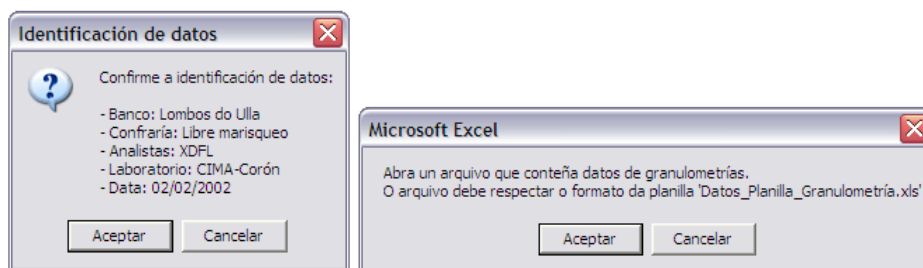 Identificación de datos
Confirme a identificación de datos:
- Banco: Lombos do Ulla
- Confraría: Libre marisqueo
- Analistas: XDFL
- Laboratorio: CIMA-Corón
- Data: 02/02/2002
Aceptar
Cancelar
Microsoft Excel
Abra un arquivo que conteña datos de granulometrías.
O arquivo debe respectar o formato da planilla 'Datos_Planilla_Granulometría.xls'
Aceptar
Cancelar